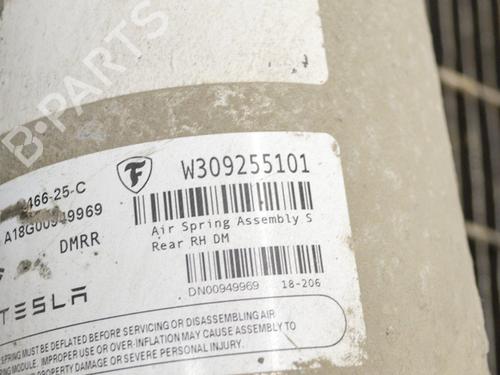 B-PARTS
466-25-C
A18G00949969
DMRR
TESLA
F
W309255101
Air Spring Assembly S
Rear RH DM
DN00949969 18-206
SPRING MUST BE DEFLATED BEFORE SERVICING OR DISASSEMBLING AIR
MODULE. IMPROPER USE OR OVER-INFLATION MAY CAUSE ASSEMBLY TO
PROPERTY DAMAGE OR SEVERE PERSONAL INJURY.